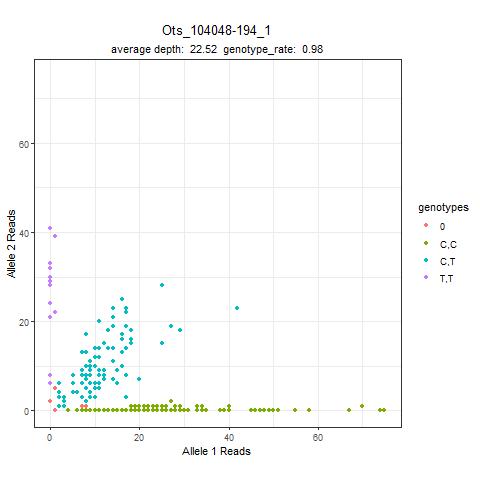 Ots_104048-194_1
average depth: 22.52 genotype_rate: 0.98
Allele 2 Reads
60
40
20
0
0
20
40
60
Allele 1 Reads
genotypes
0
C,C
C,T
T,T